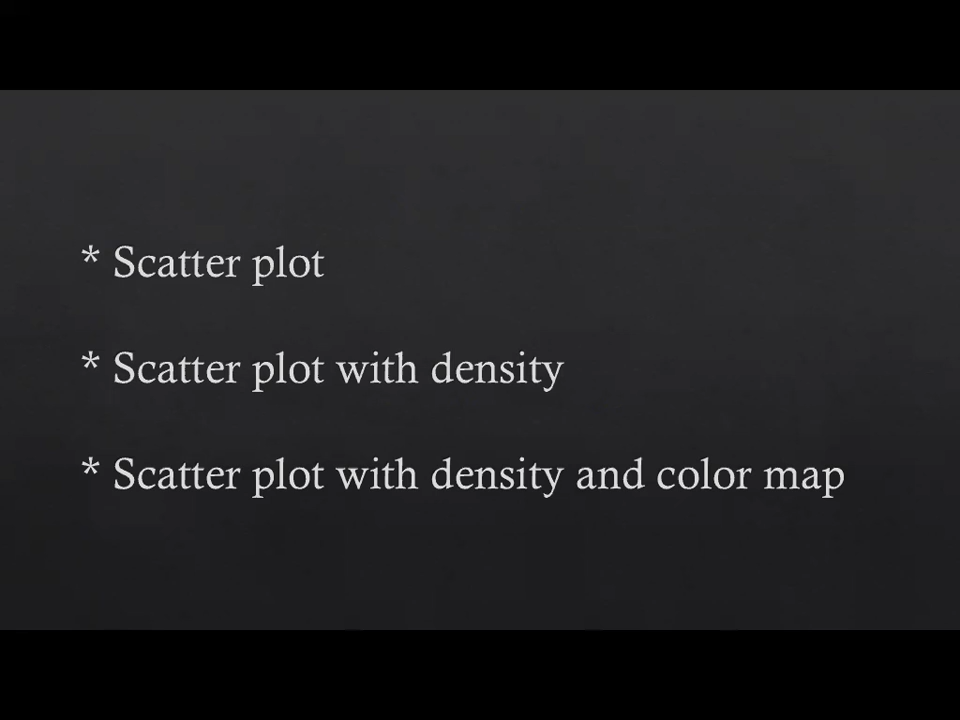 * Scatter plot
* Scatter plot with density
* Scatter plot with density and color map